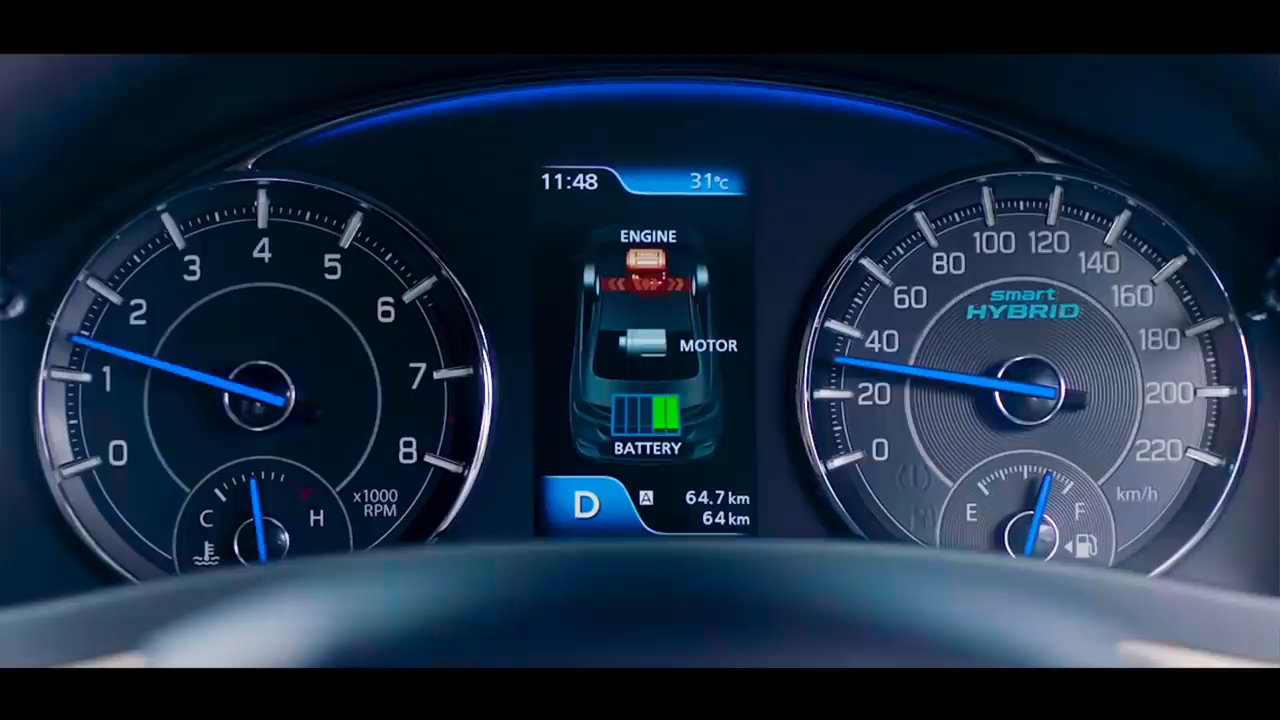 11:48 31°C
ENGINE
MOTOR
BATTERY
D A 64.7 km
64 km
0 1 2 3 4 5 6 7 8
x1000
RPM
C H
smart
HYBRID
0 20 40 60 80 100 120 140 160 180 200 220
km/h
E F